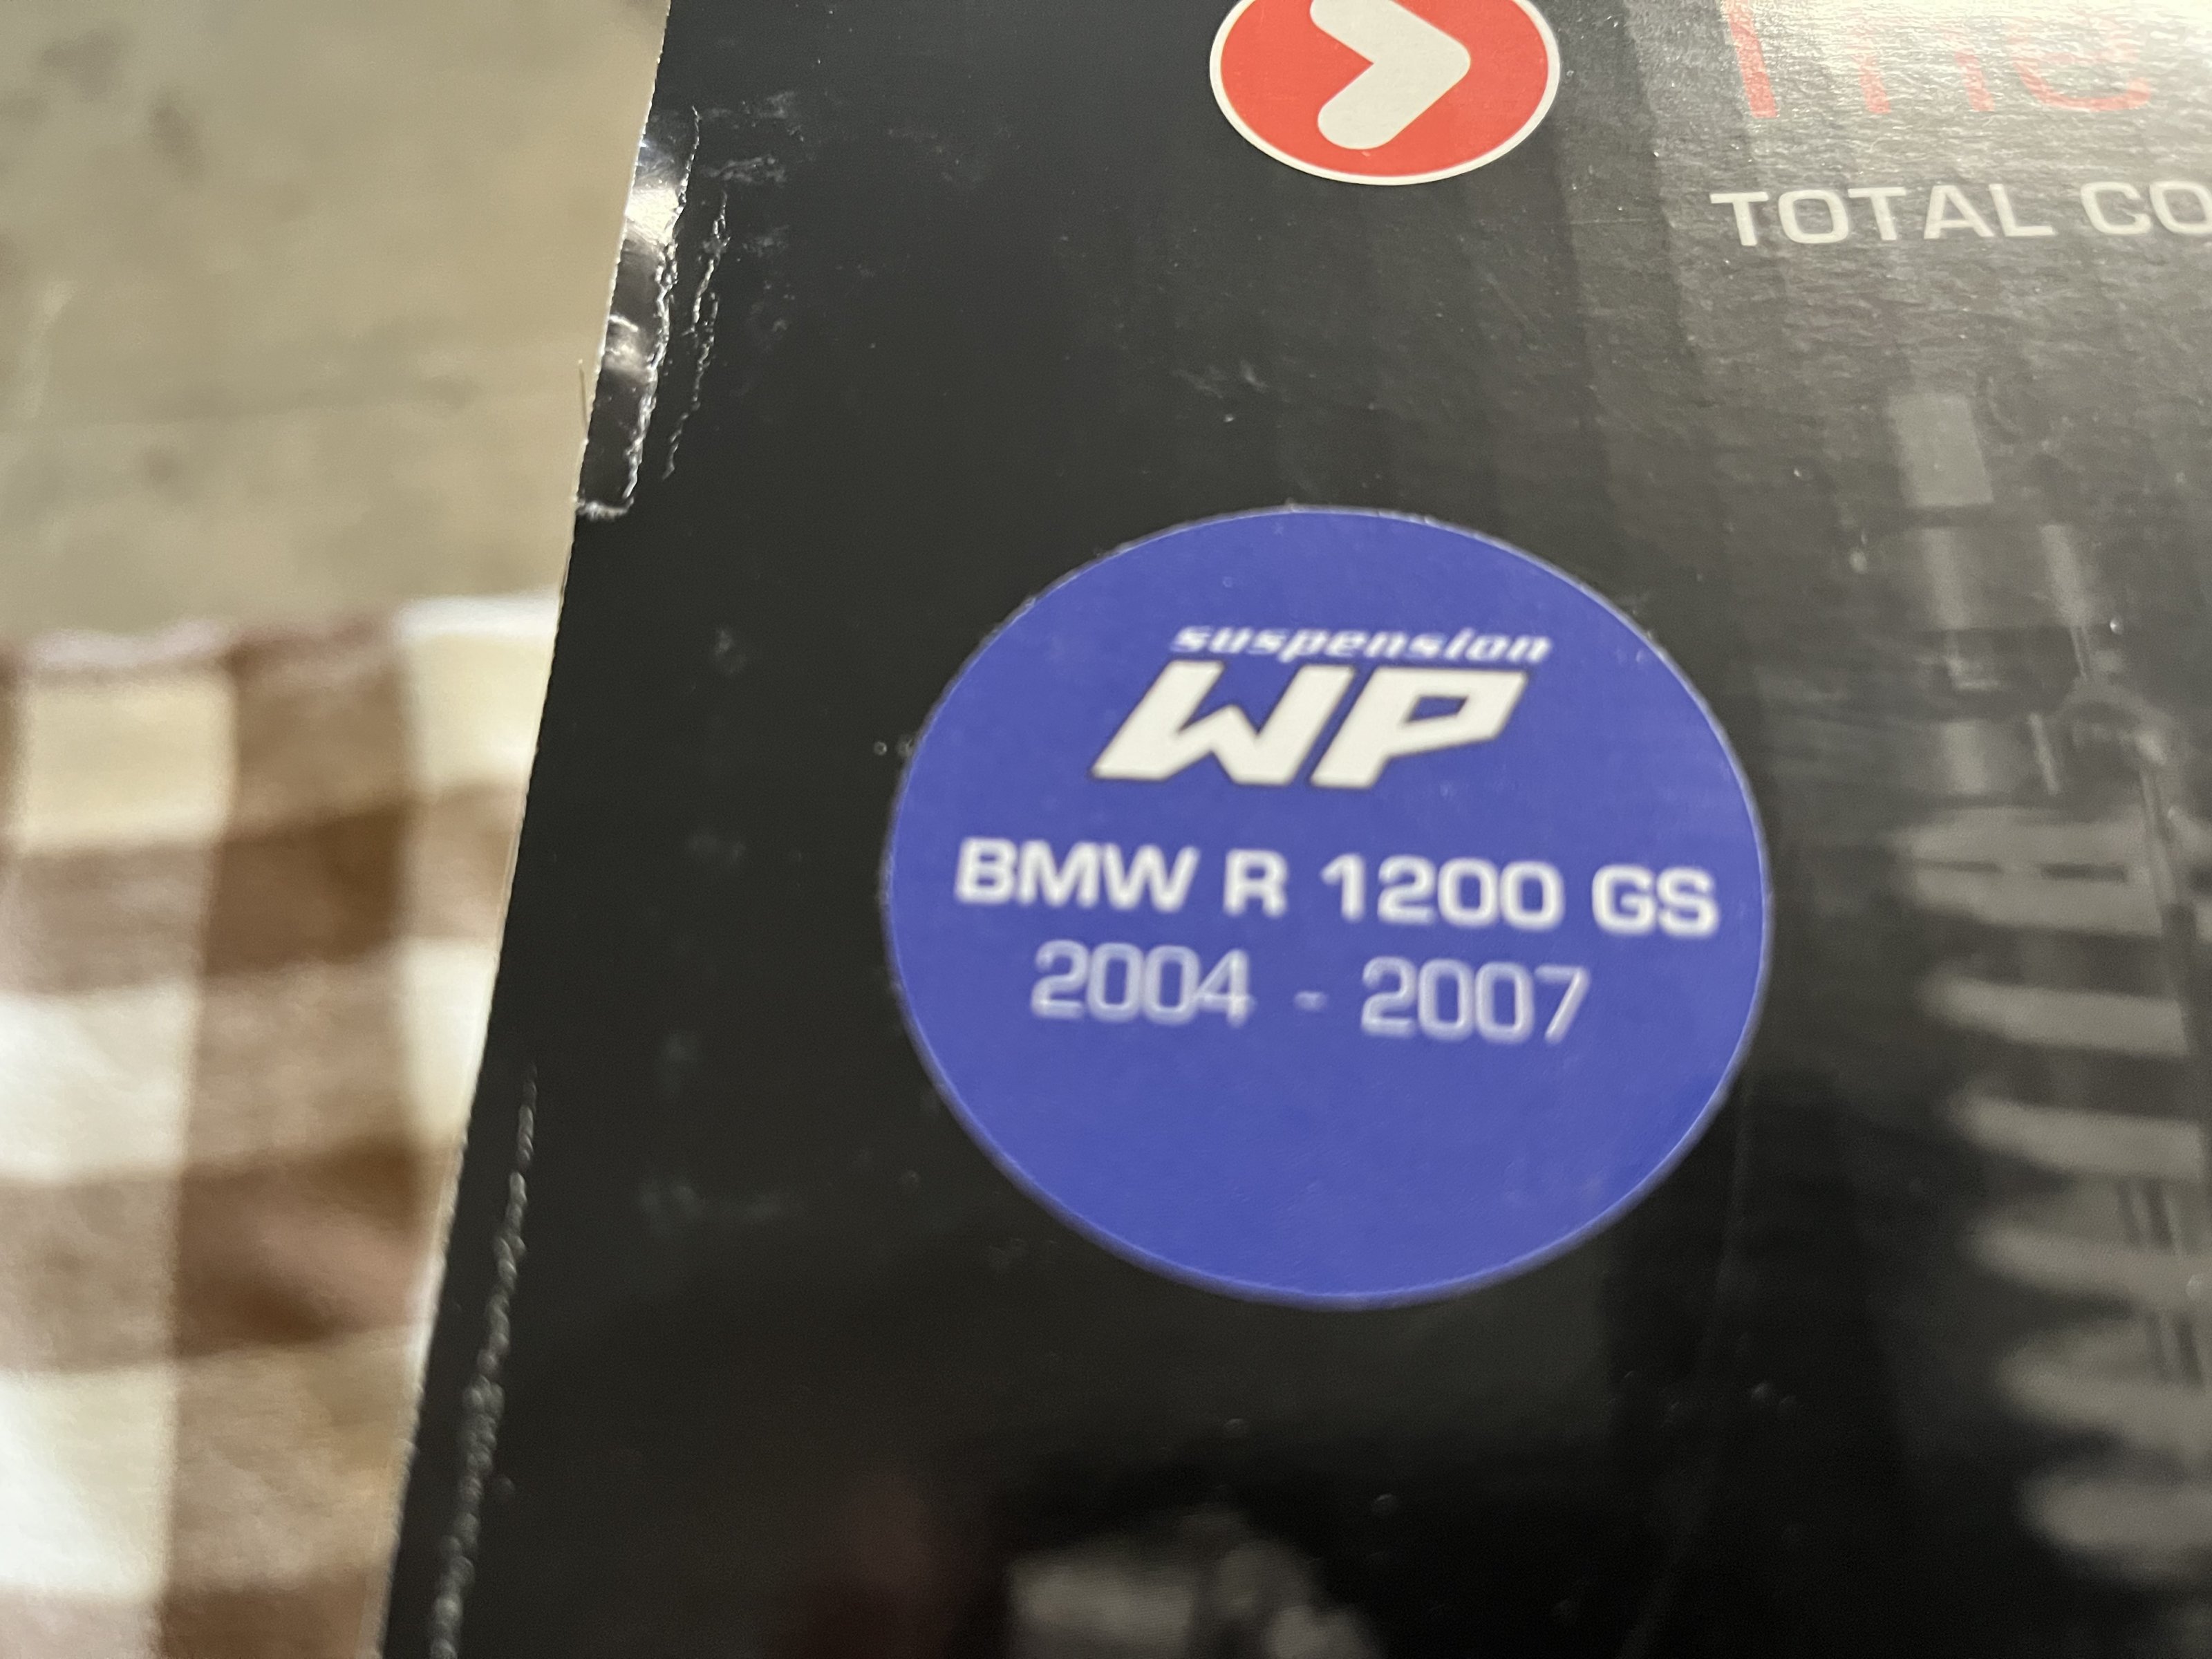 TOTAL CO
suspension
WP
BMW R 1200 GS
2004 - 2007